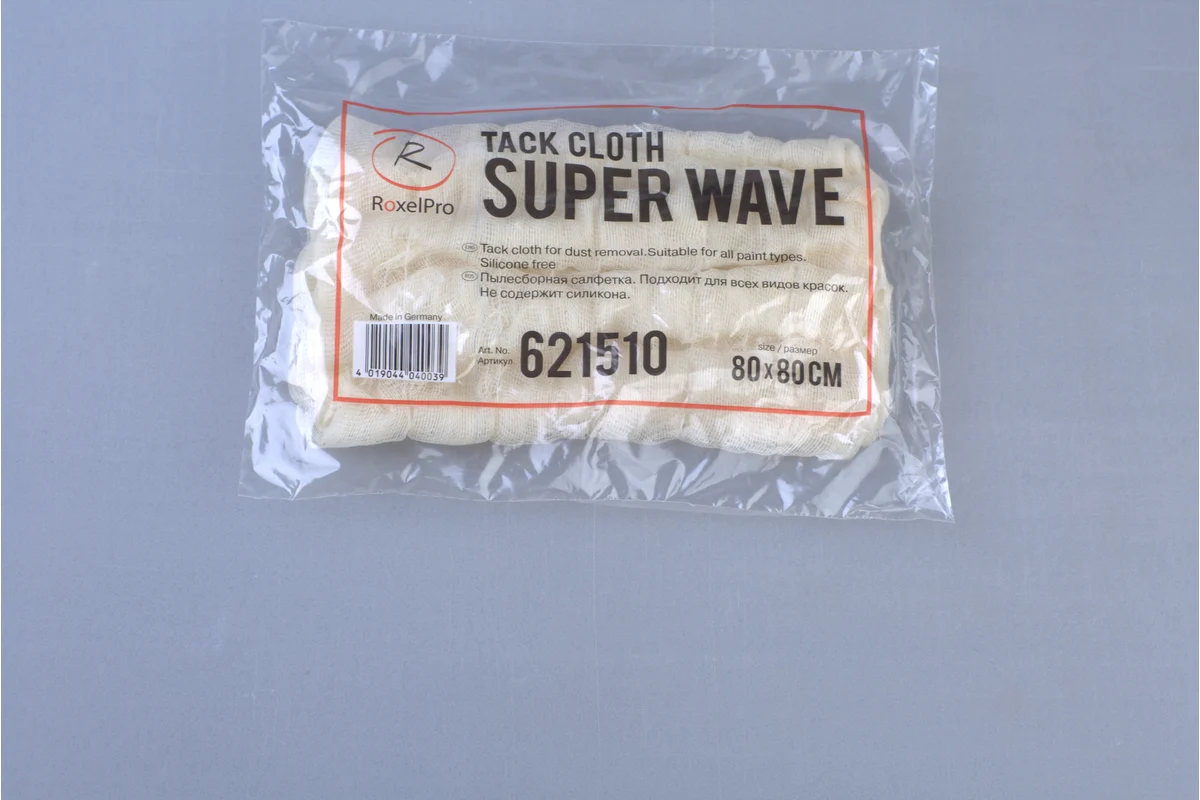 R
RoxelPro
TACK CLOTH
SUPER WAVE
ENG Tack cloth for dust removal.Suitable for all paint types.
Silicone free
RUS Пылесборная салфетка. Подходит для всех видов красок.
Не содержит силикона.
Made in Germany
4 019044 040039
Art. No.
Артикул
621510
size / размер
80x80CM